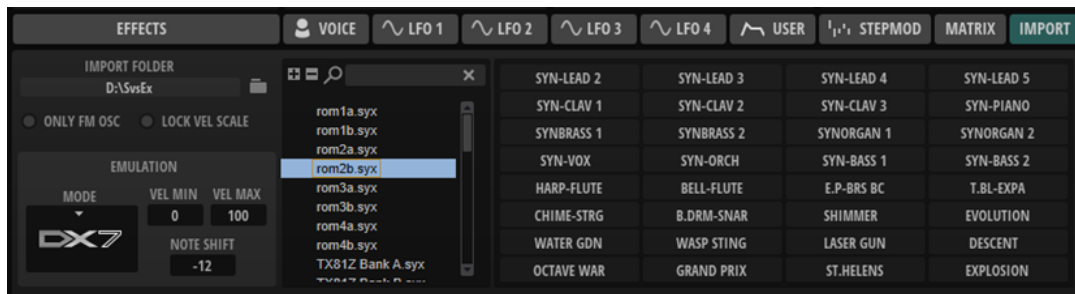 EFFECTS
VOICE LFO 1 LFO 2 LFO 3 LFO 4 USER STEPMOD MATRIX IMPORT
IMPORT FOLDER
D:\SvsEx
ONLY FM OSC LOCK VEL SCALE
EMULATION
MODE VEL MIN VEL MAX
0 100
DX7
NOTE SHIFT
-12
rom1a.syx
rom1b.syx
rom2a.syx
rom2b.syx
rom3a.syx
rom3b.syx
rom4a.syx
rom4b.syx
TX81Z Bank A.syx
SYN-LEAD 2 SYN-LEAD 3 SYN-LEAD 4 SYN-LEAD 5
SYN-CLAV 1 SYN-CLAV 2 SYN-CLAV 3 SYN-PIANO
SYNBRASS 1 SYNBRASS 2 SYNORGAN 1 SYNORGAN 2
SYN-VOX SYN-ORCH SYN-BASS 1 SYN-BASS 2
HARP-FLUTE BELL-FLUTE E.P-BRS BC T.BL-EXPA
CHIME-STRG B.DRM-SNAR SHIMMER EVOLUTION
WATER GDN WASP STING LASER GUN DESCENT
OCTAVE WAR GRAND PRIX ST.HELENS EXPLOSION